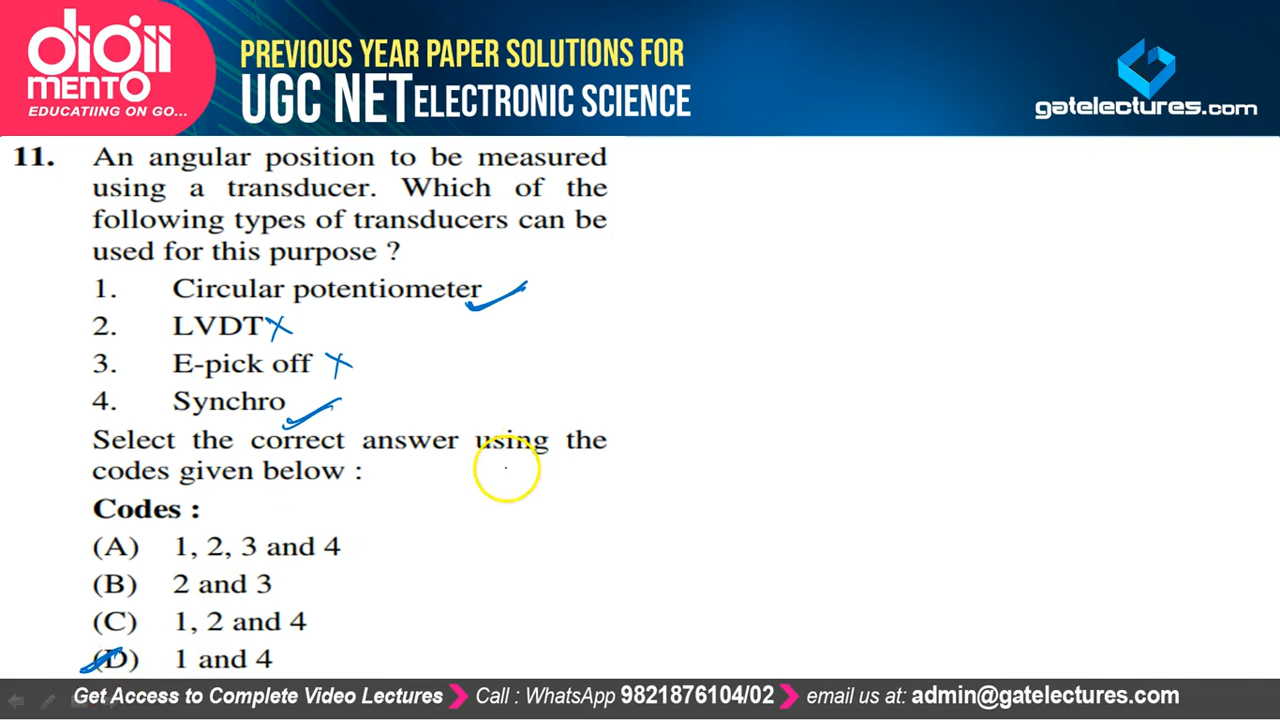 digii
MENTO
EDUCATIING ON GO...
PREVIOUS YEAR PAPER SOLUTIONS FOR
UGC NET ELECTRONIC SCIENCE
gatelectures.com
11. An angular position to be measured
using a transducer. Which of the
following types of transducers can be
used for this purpose ?
1. Circular potentiometer
2. LVDT
3. E-pick off
4. Synchro
Select the correct answer using the
codes given below :
Codes :
(A) 1, 2, 3 and 4
(B) 2 and 3
(C) 1, 2 and 4
(D) 1 and 4
Get Access to Complete Video Lectures Call : WhatsApp 9821876104/02 email us at: admin@gatelectures.com